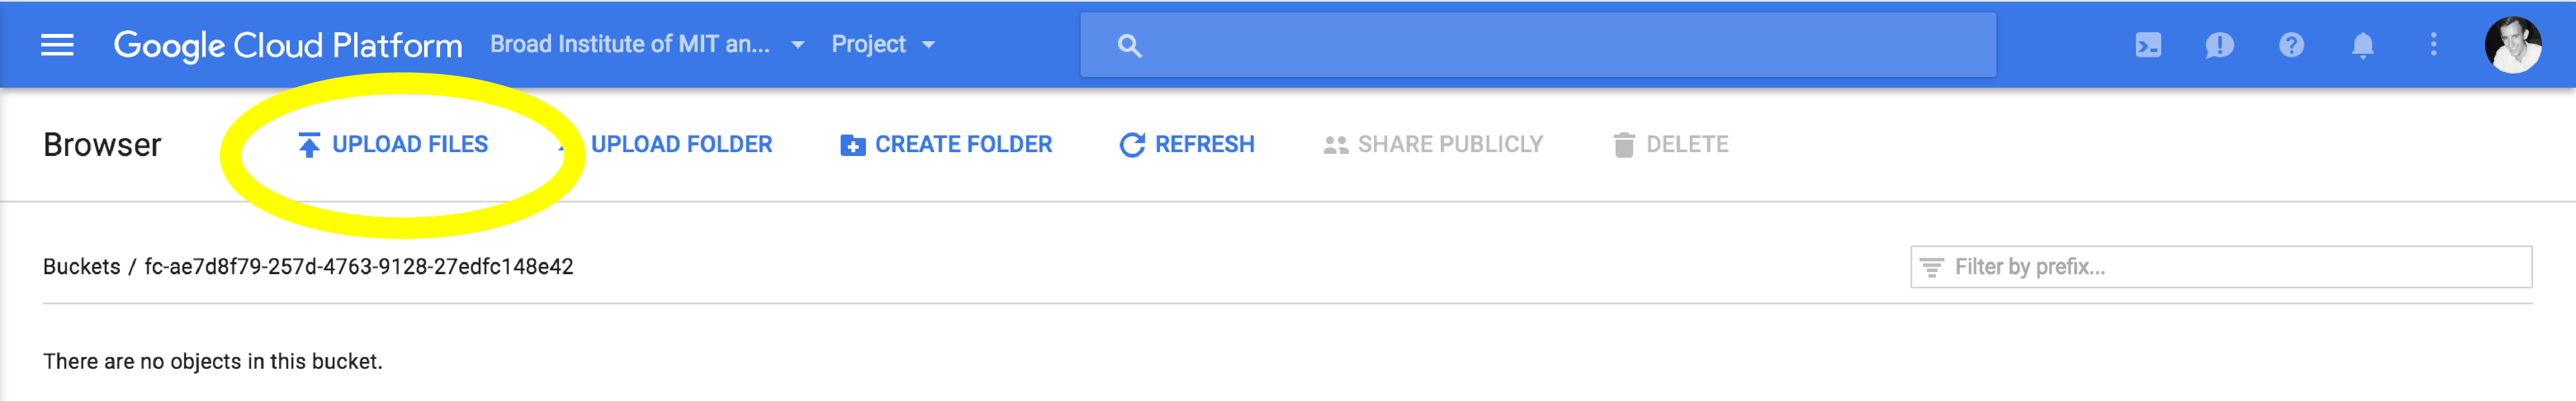 Google Cloud Platform Broad Institute of MIT an... Project
Browser UPLOAD FILES UPLOAD FOLDER CREATE FOLDER REFRESH SHARE PUBLICLY DELETE
Buckets / fc-ae7d8f79-257d-4763-9128-27edfc148e42 Filter by prefix...
There are no objects in this bucket.